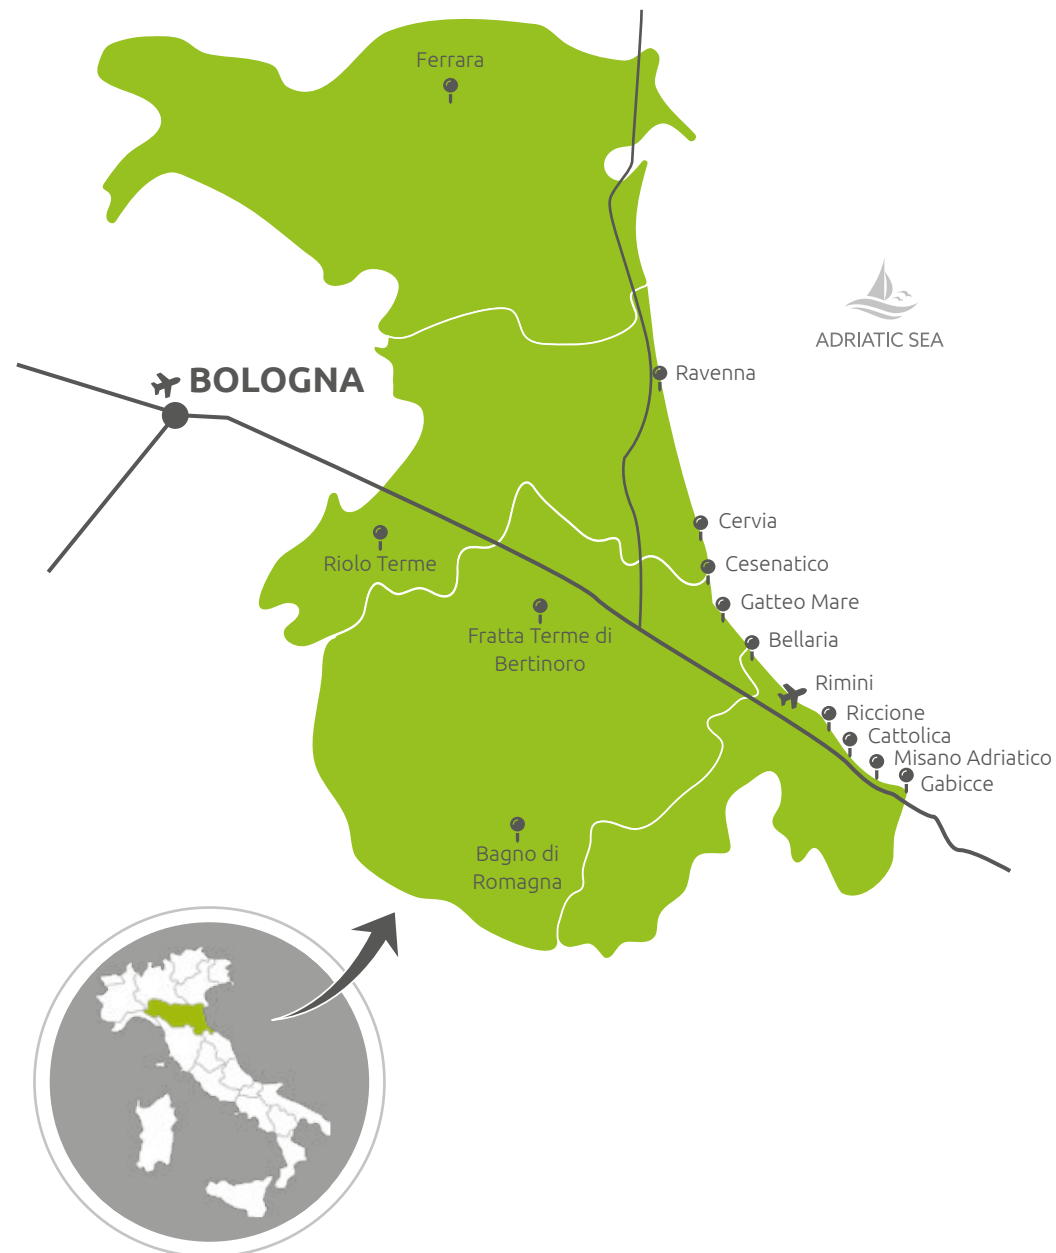 Ferrara
ADRIATIC SEA
Ravenna
BOLOGNA
Cervia
Riolo Terme
Cesenatico
Gatteo Mare
Fratta Terme di
Bertinoro
Bellaria
Rimini
Riccione
Cattolica
Misano Adriatico
Gabicce
Bagno di
Romagna